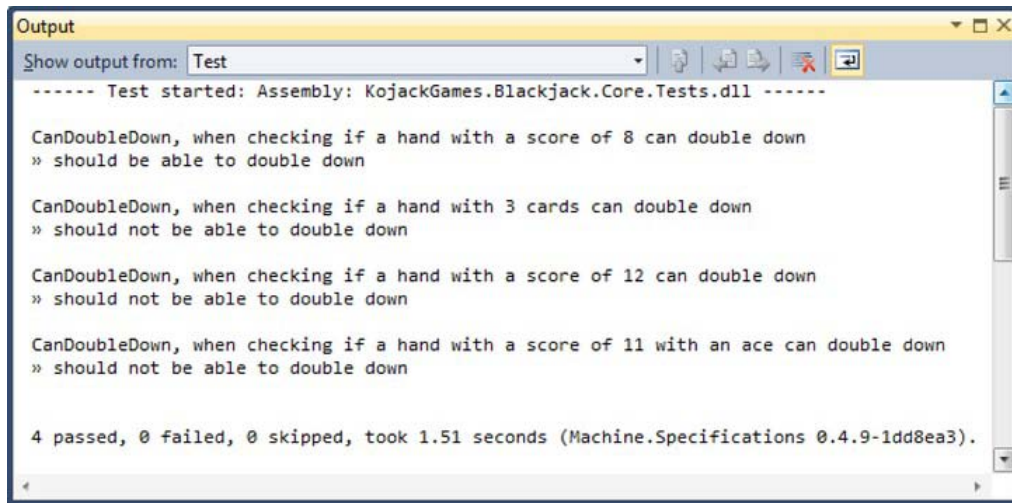 Output
Show output from: Test
------ Test started: Assembly: KojackGames.Blackjack.Core.Tests.dll ------
CanDoubleDown, when checking if a hand with a score of 8 can double down
» should be able to double down
CanDoubleDown, when checking if a hand with 3 cards can double down
» should not be able to double down
CanDoubleDown, when checking if a hand with a score of 12 can double down
» should not be able to double down
CanDoubleDown, when checking if a hand with a score of 11 with an ace can double down
» should not be able to double down
4 passed, 0 failed, 0 skipped, took 1.51 seconds (Machine.Specifications 0.4.9-1dd8ea3).